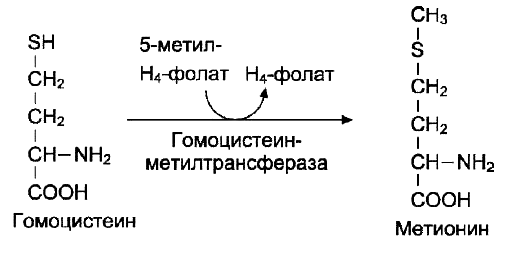 SH
CH2
CH2
CH–NH2
COOH
Гомоцистеин
5-метил-
H4-фолат H4-фолат
Гомоцистеин-
метилтрансфераза
CH3
S
CH2
CH2
CH–NH2
COOH
Метионин